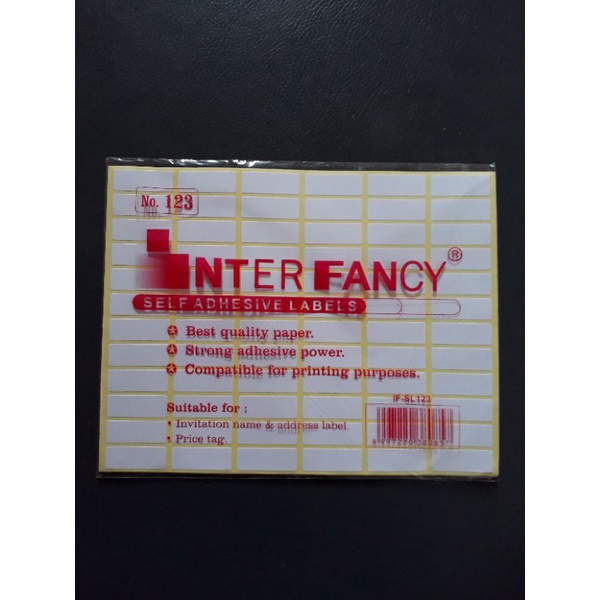 No. 123
INTER FANCY®
SELF ADHESIVE LABELS
Best quality paper.
Strong adhesive power.
Compatible for printing purposes.
Suitable for :
• Invitation name & address label.
• Price tag.
IF-SL123